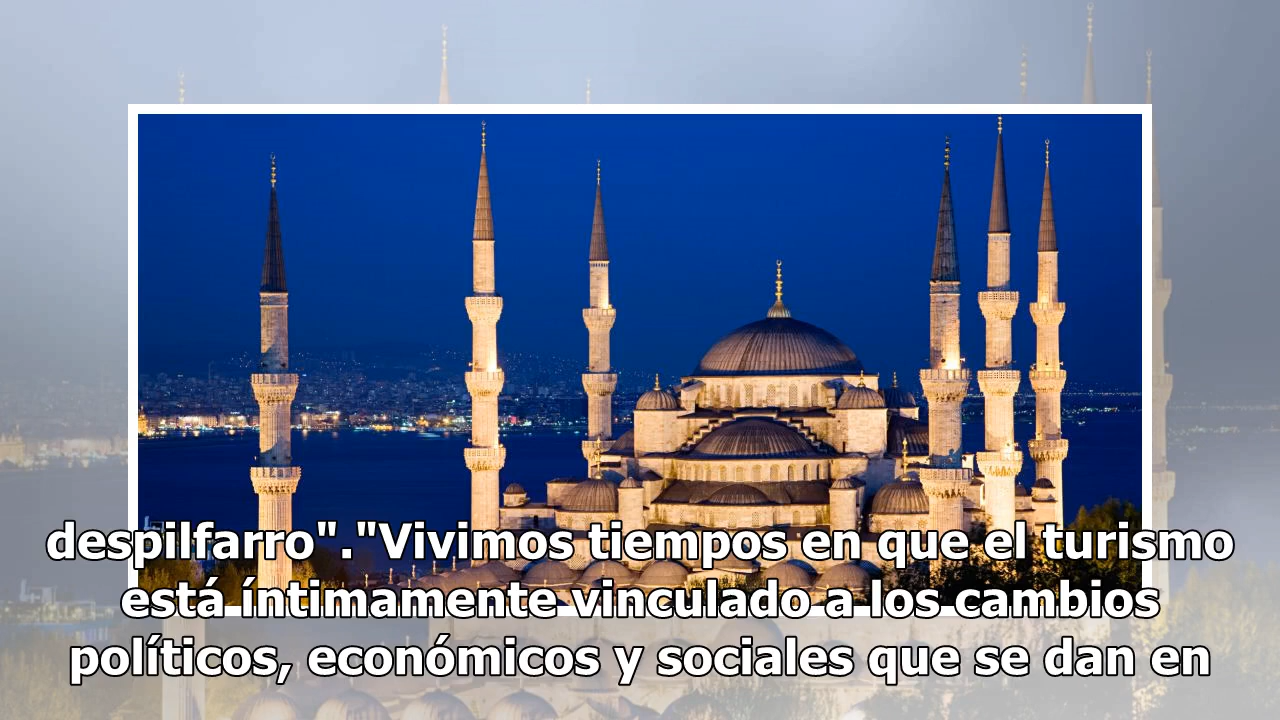 despilfarro"."Vivimos tiempos en que el turismo
está íntimamente vinculado a los cambios
políticos, económicos y sociales que se dan en